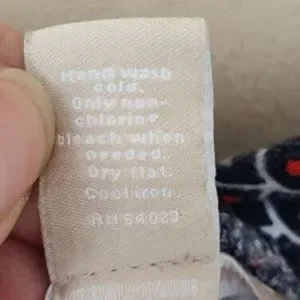 Hand wash
cold.
Only non-
chlorine
bleach when
needed.
Dry flat.
Cool iron
RN 54023